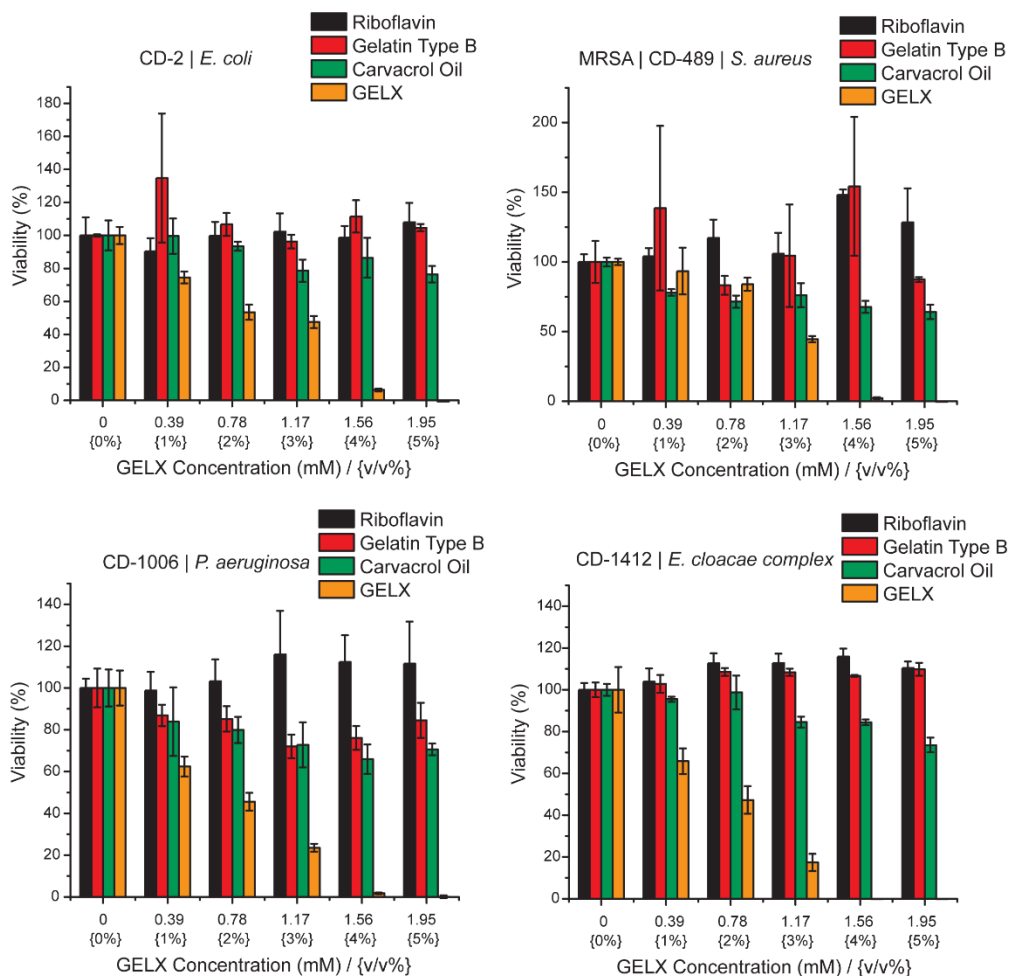 CD-2 | E. coli
Riboflavin
Gelatin Type B
Carvacrol Oil
GELX
Viability (%)
180
160
140
120
100
80
60
40
20
0
0 0.39 0.78 1.17 1.56 1.95
{0%} {1%} {2%} {3%} {4%} {5%}
GELX Concentration (mM) / {v/v%}
MRSA | CD-489 | S. aureus
Riboflavin
Gelatin Type B
Carvacrol Oil
GELX
Viability (%)
200
150
100
50
0
0 0.39 0.78 1.17 1.56 1.95
{0%} {1%} {2%} {3%} {4%} {5%}
GELX Concentration (mM) / {v/v%}
CD-1006 | P. aeruginosa
Riboflavin
Gelatin Type B
Carvacrol Oil
GELX
Viability (%)
140
120
100
80
60
40
20
0
0 0.39 0.78 1.17 1.56 1.95
{0%} {1%} {2%} {3%} {4%} {5%}
GELX Concentration (mM) / {v/v%}
CD-1412 | E. cloacae complex
Riboflavin
Gelatin Type B
Carvacrol Oil
GELX
Viability (%)
140
120
100
80
60
40
20
0
0 0.39 0.78 1.17 1.56 1.95
{0%} {1%} {2%} {3%} {4%} {5%}
GELX Concentration (mM) / {v/v%}